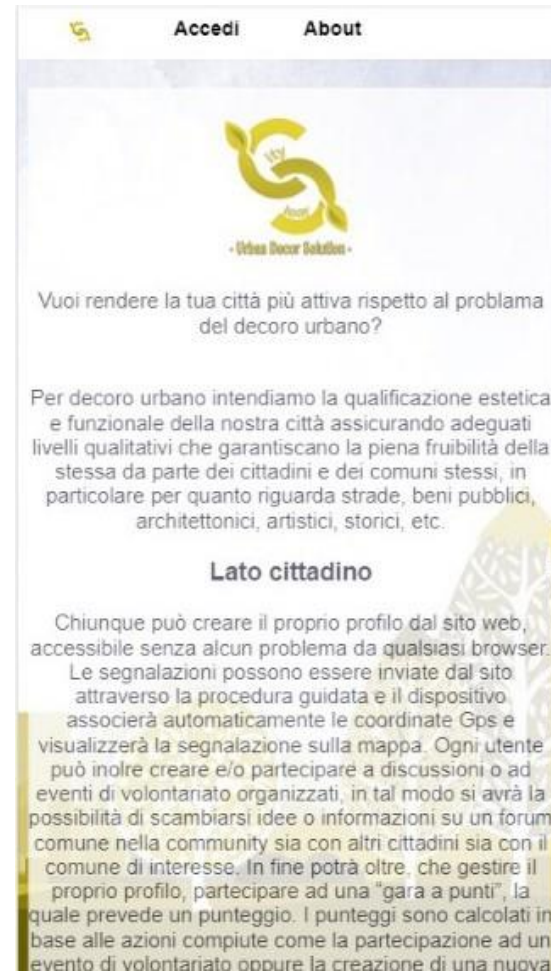 Accedi About
ity
- Urban Decor Solution -
Vuoi rendere la tua città più attiva rispetto al problama
del decoro urbano?
Per decoro urbano intendiamo la qualificazione estetica
e funzionale della nostra città assicurando adeguati
livelli qualitativi che garantiscano la piena fruibilità della
stessa da parte dei cittadini e dei comuni stessi, in
particolare per quanto riguarda strade, beni pubblici,
architettonici, artistici, storici, etc.
Lato cittadino
Chiunque può creare il proprio profilo dal sito web,
accessibile senza alcun problema da qualsiasi browser.
Le segnalazioni possono essere inviate dal sito
attraverso la procedura guidata e il dispositivo
associerà automaticamente le coordinate Gps e
visualizzerà la segnalazione sulla mappa. Ogni utente
può inolre creare e/o partecipare a discussioni o ad
eventi di volontariato organizzati, in tal modo si avrà la
possibilità di scambiarsi idee o informazioni su un forum
comune nella community sia con altri cittadini sia con il
comune di interesse. In fine potrà oltre, che gestire il
proprio profilo, partecipare ad una “gara a punti”, la
quale prevede un punteggio. I punteggi sono calcolati in
base alle azioni compiute come la partecipazione ad un
evento di volontariato oppure la creazione di una nuova